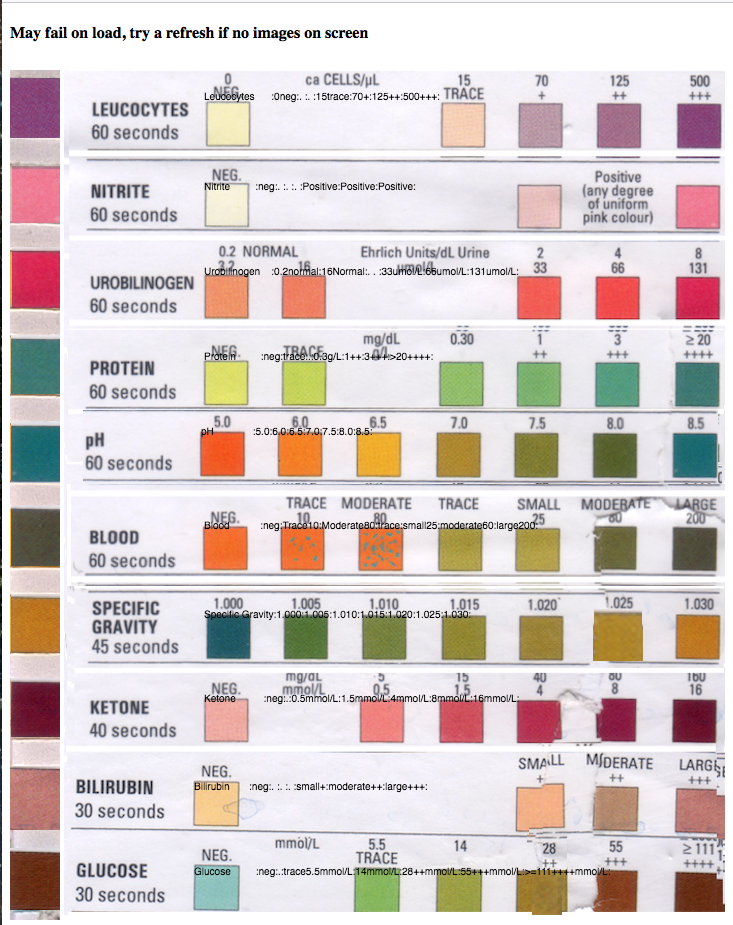 May fail on load, try a refresh if no images on screen
0 ca CELLS/µL 15 70 125 500
NEG. TRACE + ++ +++
Leucocytes :0neg:. :. :15trace:70+:125++:500+++:
LEUCOCYTES
60 seconds
NEG. Positive
(any degree
of uniform
pink colour)
Nitrite :neg:. :. :. :Positive:Positive:Positive:
NITRITE
60 seconds
0.2 NORMAL Ehrlich Units/dL Urine 2 4 8
3.2 16 µmol/L 33 66 131
Urobilinogen :0.2normal:16Normal:. . :33umol/L:66umol/L:131umol/L:
UROBILINOGEN
60 seconds
mg/dL
NEG. TRACE g/L 0.30 1 3 ≥ 20
++ +++ ++++
Protein :neg:trace:.:0.3g/L:1++:3+++:>20++++:
PROTEIN
60 seconds
5.0 6.0 6.5 7.0 7.5 8.0 8.5
pH :5.0:6.0:6.5:7.0:7.5:8.0:8.5:
pH
60 seconds
TRACE MODERATE TRACE SMALL MODERATE LARGE
NEG. 10 80 25 80 200
Blood :neg:Trace10:Moderate80:trace:small25:moderate60:large200:
BLOOD
60 seconds
1.000 1.005 1.010 1.015 1.020 1.025 1.030
Specific Gravity:1.000:1.005:1.010:1.015:1.020:1.025:1.030:
SPECIFIC
GRAVITY
45 seconds
mg/dL 5 15 40 80 160
NEG. mmol/L 0.5 1.5 4 8 16
Ketone :neg:.:0.5mmol/L:1.5mmol/L:4mmol/L:8mmol/L:16mmol/L:
KETONE
40 seconds
NEG. SMALL MODERATE LARGE
+ ++ +++
Bilirubin :neg:. :. :. :small+:moderate++:large+++:
BILIRUBIN
30 seconds
mmol/L 5.5 14 28 55 ≥ 111
NEG. TRACE ++ +++ ++++
Glucose :neg:.:trace5.5mmol/L:14mmol/L:28++mmol/L:55+++mmol/L:>=111++++mmol/L:
GLUCOSE
30 seconds